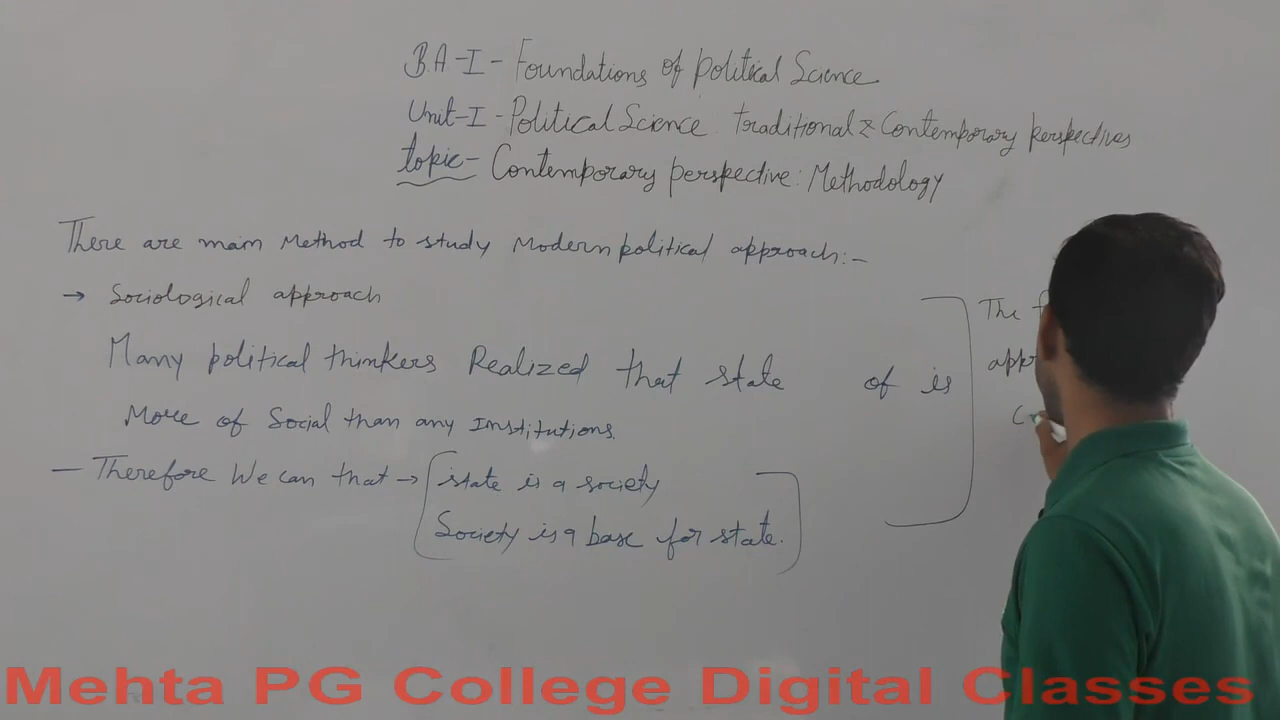 B.A-I - Foundations of political Science
Unit-I - Political Science traditional & Contemporary perspectives
topic - Contemporary perspective: Methodology
There are main Method to study Modern political approach:-
→ Sociological approach
Many political thinkers Realized that state of is
More of Social than any Institutions.
— Therefore We can that → state is a society
Society is a base for state.
The
Mehta PG College Digital Classes